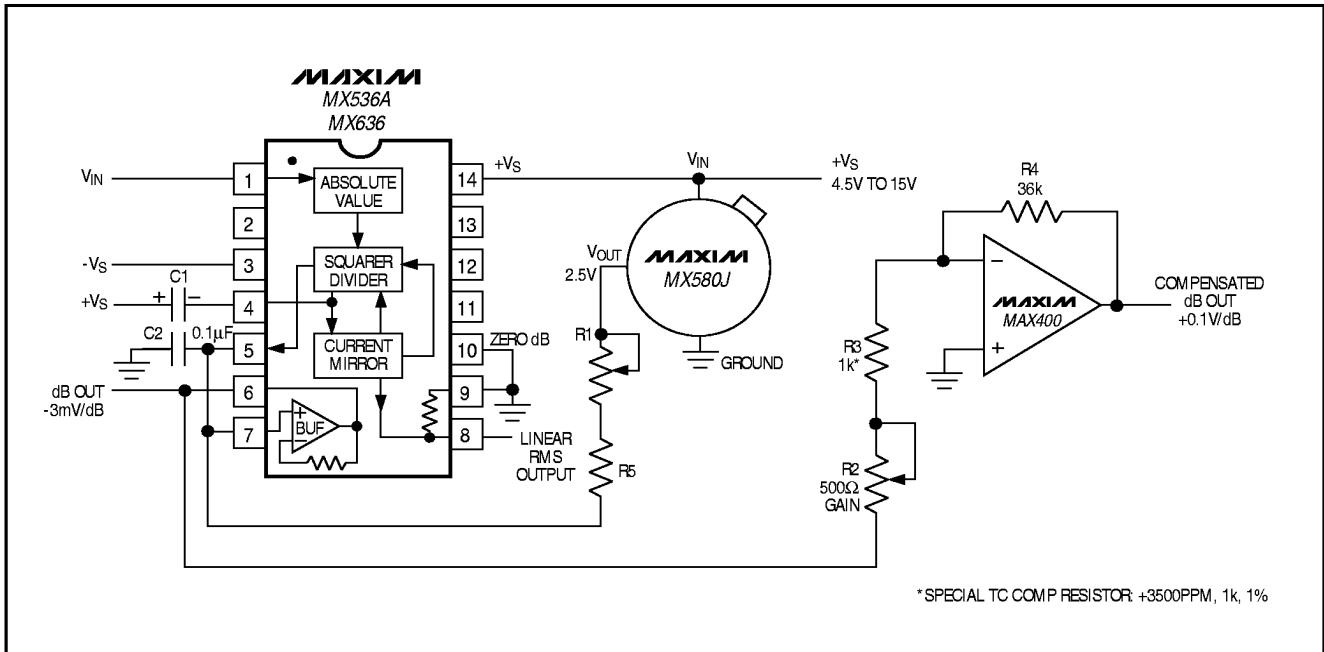 MAXIM
MX536A
MX636
VIN
-VS
C1
+VS
+
−
C2
0.1µF
dB OUT
-3mV/dB
1
2
3
4
5
6
7
ABSOLUTE
VALUE
SQUARER
DIVIDER
CURRENT
MIRROR
+
BUF
−
14
13
12
11
10
9
8
+VS
ZERO dB
LINEAR
RMS
OUTPUT
VIN
+VS
4.5V TO 15V
VOUT
2.5V
MAXIM
MX580J
GROUND
R1
R5
R4
36k
−
MAXIM
MAX400
+
COMPENSATED
dB OUT
+0.1V/dB
R3
1k*
R2
500Ω
GAIN
*SPECIAL TC COMP RESISTOR: +3500PPM, 1k, 1%